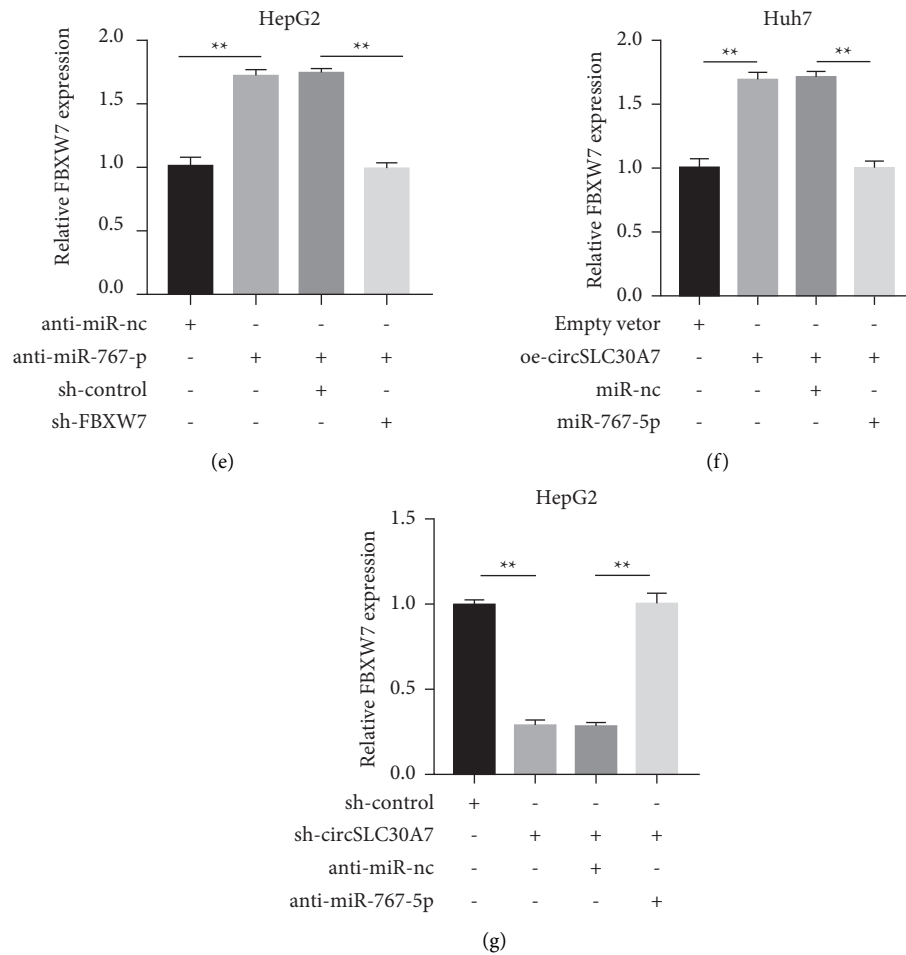 HepG2
** **
2.0
1.5
1.0
0.5
0.0
Relative FBXW7 expression
anti-miR-nc + - - -
anti-miR-767-p - + + +
sh-control - - + -
sh-FBXW7 - - - +
(e)
Huh7
** **
2.0
1.5
1.0
0.5
0.0
Relative FBXW7 expression
Empty vetor + - - -
oe-circSLC30A7 - + + +
miR-nc - - + -
miR-767-5p - - - +
(f)
HepG2
** **
1.5
1.0
0.5
0.0
Relative FBXW7 expression
sh-control + - - -
sh-circSLC30A7 - + + +
anti-miR-nc - - + -
anti-miR-767-5p - - - +
(g)